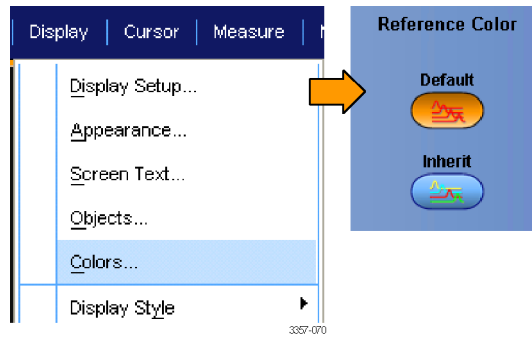 Display Cursor Measure
Display Setup...
Appearance...
Screen Text...
Objects...
Colors...
Display Style
3357-070
Reference Color
Default
Inherit